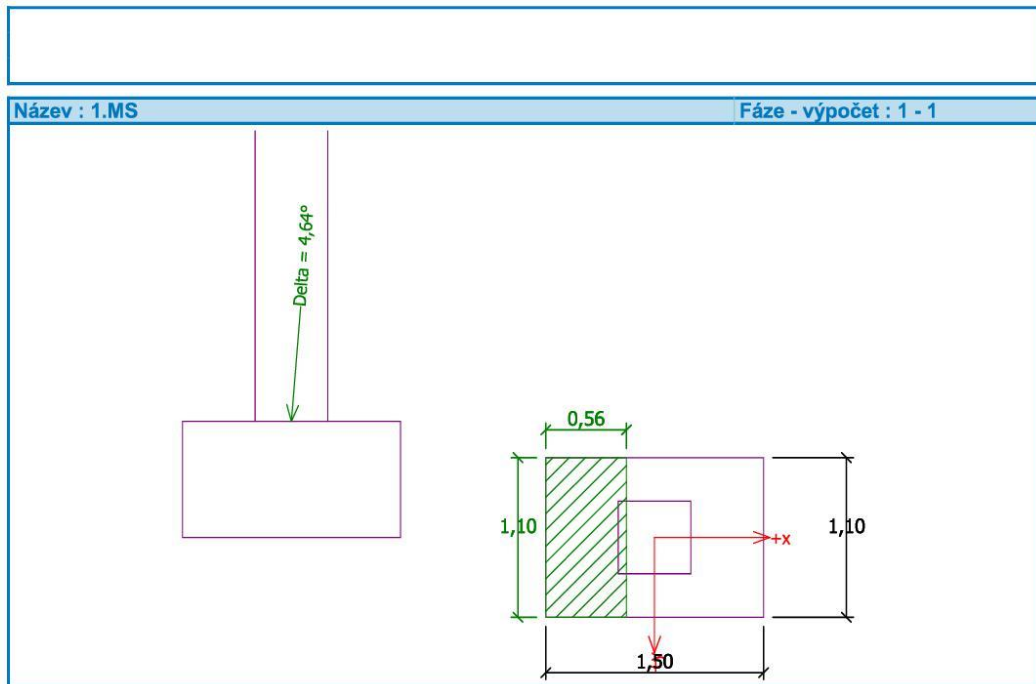 Název : 1.MS
Fáze - výpočet : 1 - 1
Delta = 4,64°
0,56
1,10
1,10
+x
1,50